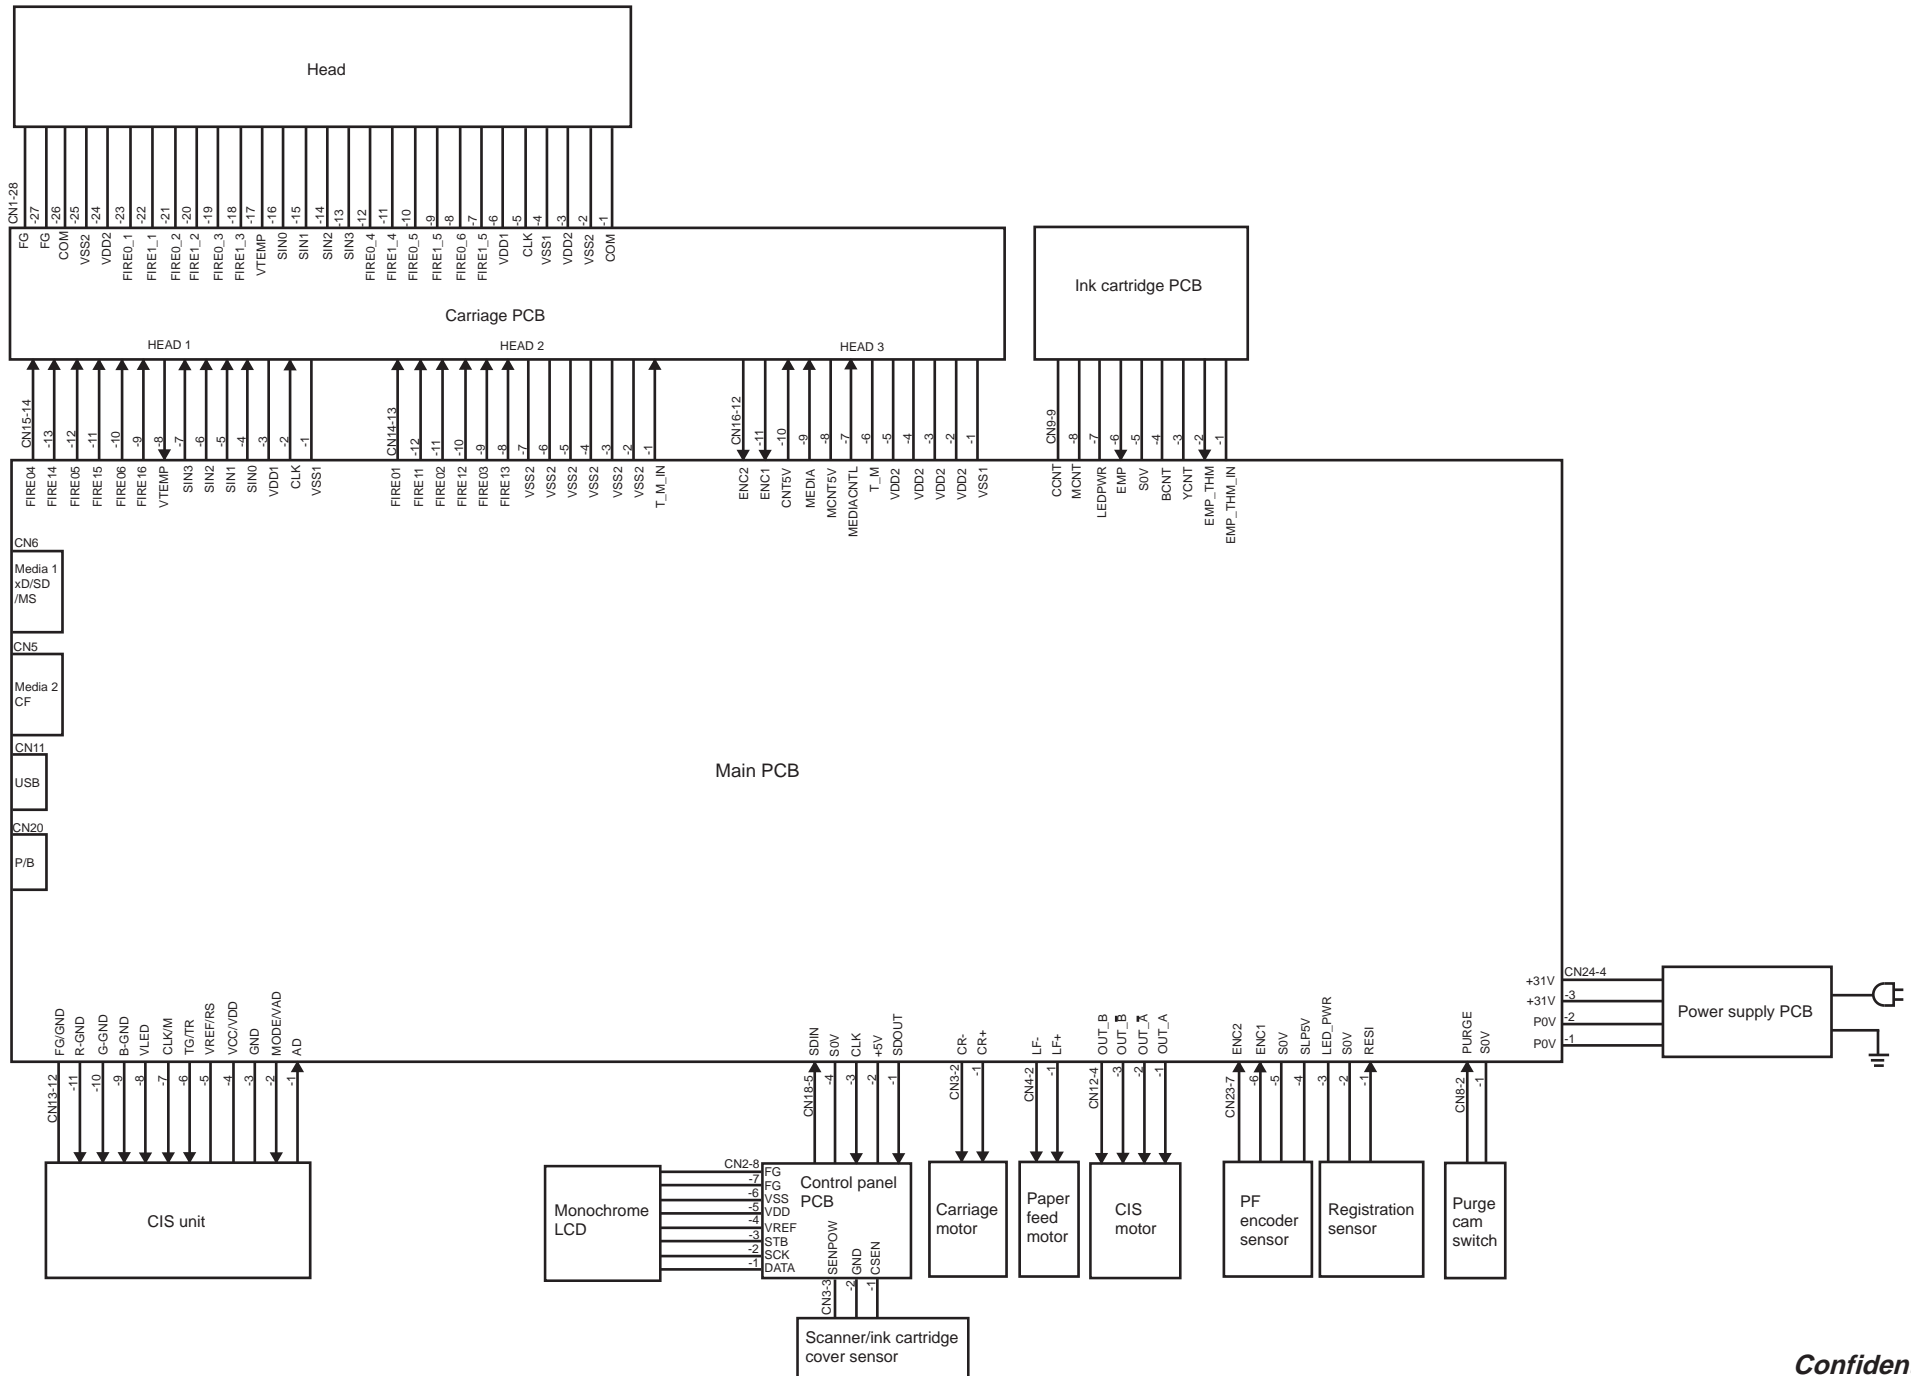 Head
CN1-28 -27 -26 -25 -24 -23 -22 -21 -20 -19 -18 -17 -16 -15 -14 -13 -12 -11 -10 -9 -8 -7 -6 -5 -4 -3 -2 -1
FG FG COM VSS2 VDD2 FIRE0_1 FIRE1_1 FIRE0_2 FIRE1_2 FIRE0_3 FIRE1_3 VTEMP SIN0 SIN1 SIN2 SIN3 FIRE0_4 FIRE1_4 FIRE0_5 FIRE1_5 FIRE0_6 FIRE1_5 VDD1 CLK VSS1 VDD2 VSS2 COM
Carriage PCB
Ink cartridge PCB
HEAD 1
HEAD 2
HEAD 3
CN15-14 -13 -12 -11 -10 -9 -8 -7 -6 -5 -4 -3 -2 -1
CN14-13 -12 -11 -10 -9 -8 -7 -6 -5 -4 -3 -2 -1
CN16-12 -11 -10 -9 -8 -7 -6 -5 -4 -3 -2 -1
CN9-9 -8 -7 -6 -5 -4 -3 -2 -1
FIRE04 FIRE14 FIRE05 FIRE15 FIRE06 FIRE16 VTEMP SIN3 SIN2 SIN1 SIN0 VDD1 CLK VSS1
FIRE01 FIRE11 FIRE02 FIRE12 FIRE03 FIRE13 VSS2 VSS2 VSS2 VSS2 VSS2 VSS2 T_M_IN
ENC2 ENC1 CNT5V MEDIA MCNT5V MEDIACNTL T_M VDD2 VDD2 VDD2 VDD2 VSS1
CCNT MCNT LEDPWR EMP S0V BCNT YCNT EMP_THM EMP_THM_IN
CN6
Media 1
xD/SD
/MS
CN5
Media 2
CF
CN11
USB
CN20
P/B
Main PCB
+31V CN24-4
+31V -3
P0V -2
P0V -1
Power supply PCB
FG/GND R-GND G-GND B-GND VLED CLK/M TG/TR VREF/RS VCC/VDD GND MODE/VAD AD
SDIN S0V CLK +5V SDOUT
CR- CR+
LF- LF+
OUT_B OUT_B OUT_A OUT_A
ENC2 ENC1 S0V SLP5V LED_PWR S0V RESI
PURGE S0V
CN13-12 -11 -10 -9 -8 -7 -6 -5 -4 -3 -2 -1
CN18-5 -4 -3 -2 -1
CN3-2 -1
CN4-2 -1
CN12-4 -3 -2 -1
CN23-7 -6 -5 -4 -3 -2 -1
CN8-2 -1
CIS unit
Monochrome
LCD
CN2-8 FG
-7 FG
-6 VSS
-5 VDD
-4 VREF
-3 STB
-2 SCK
-1 DATA
Control panel
PCB
SENPOW GND CSEN
CN3-3 -2 -1
Carriage
motor
Paper
feed
motor
CIS
motor
PF
encoder
sensor
Registration
sensor
Purge
cam
switch
Scanner/ink cartridge
cover sensor
Confiden